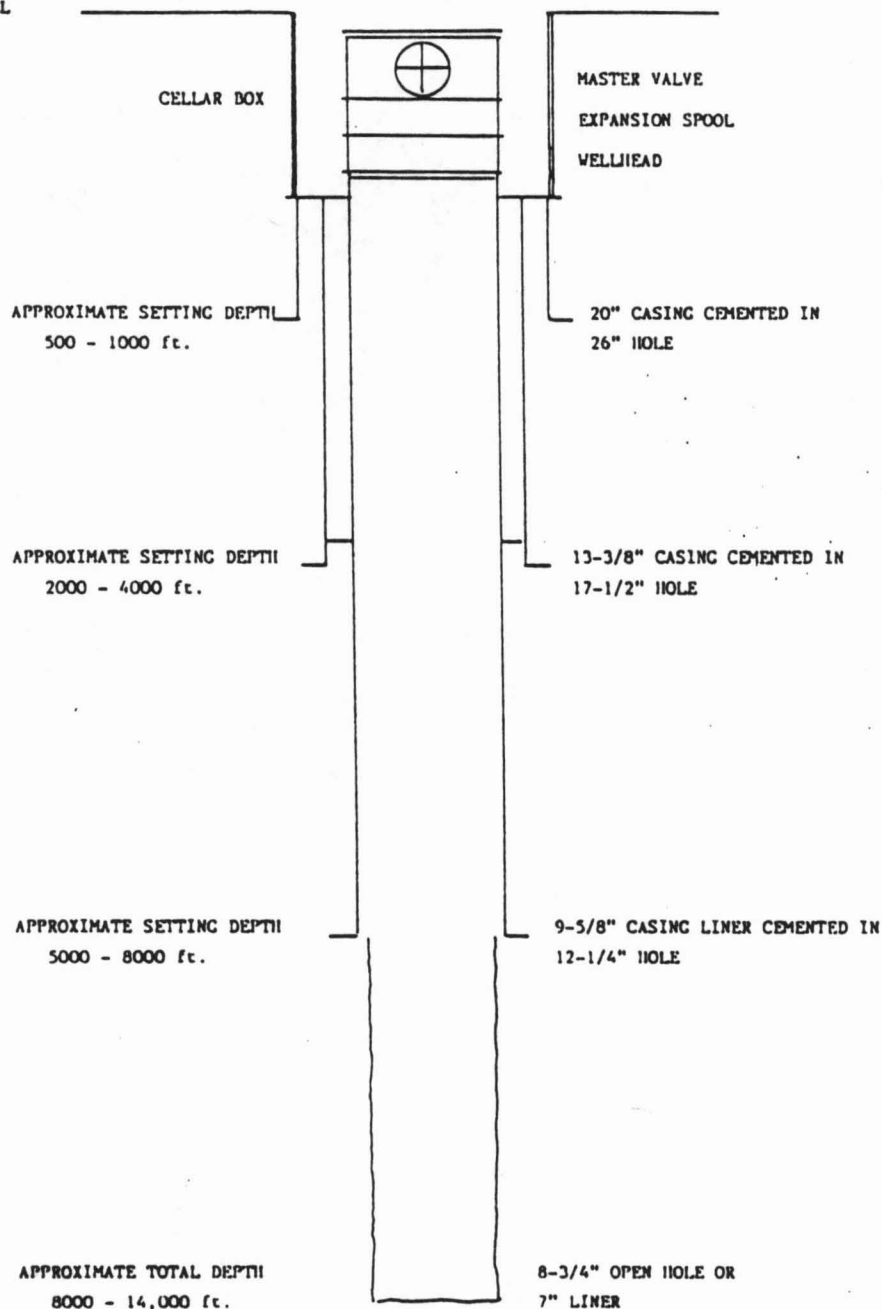 L
CELLAR BOX
MASTER VALVE
EXPANSION SPOOL
WELLHEAD
APPROXIMATE SETTING DEPTH
500 - 1000 ft.
20" CASING CEMENTED IN
26" HOLE
APPROXIMATE SETTING DEPTH
2000 - 4000 ft.
13-3/8" CASING CEMENTED IN
17-1/2" HOLE
APPROXIMATE SETTING DEPTH
5000 - 8000 ft.
9-5/8" CASING LINER CEMENTED IN
12-1/4" HOLE
APPROXIMATE TOTAL DEPTH
8000 - 14,000 ft.
8-3/4" OPEN HOLE OR
7" LINER